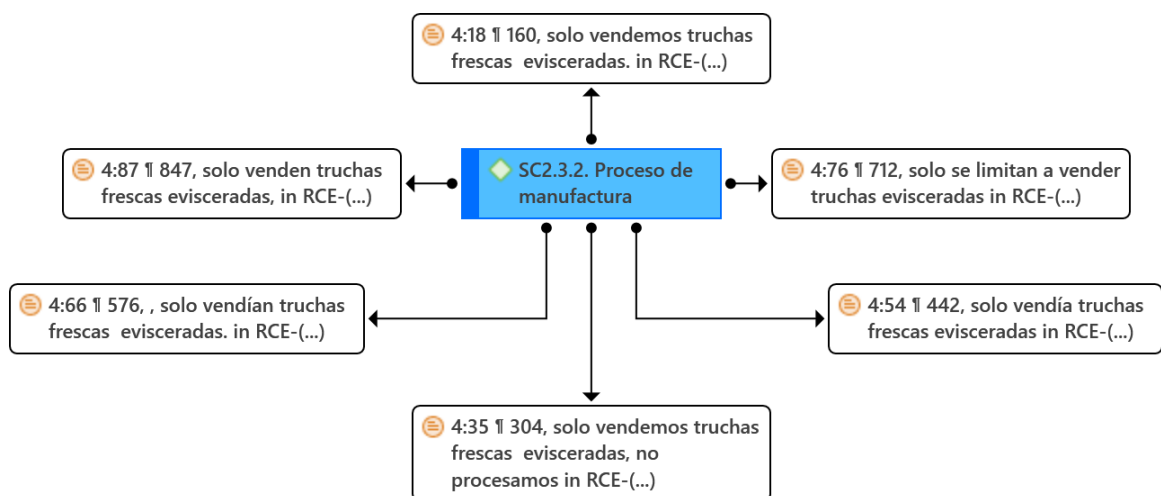 4:18 ¶ 160, solo vendemos truchas
frescas  evisceradas. in RCE-(...)
4:87 ¶ 847, solo venden truchas
frescas evisceradas, in RCE-(...)
SC2.3.2. Proceso de
manufactura
4:76 ¶ 712, solo se limitan a vender
truchas evisceradas in RCE-(...)
4:66 ¶ 576, , solo vendían truchas
frescas  evisceradas. in RCE-(...)
4:54 ¶ 442, solo vendía truchas
frescas evisceradas in RCE-(...)
4:35 ¶ 304, solo vendemos truchas
frescas  evisceradas, no
procesamos in RCE-(...)